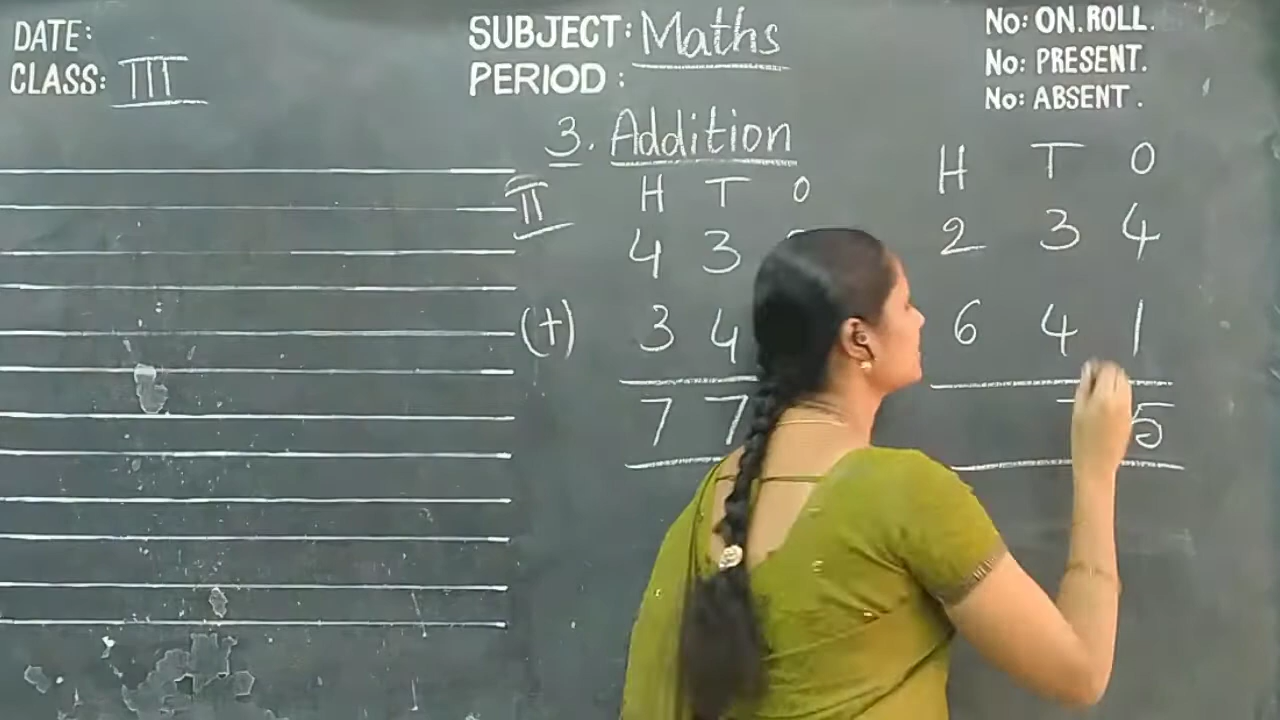 DATE:
CLASS: III
SUBJECT: Maths
PERIOD:
No: ON.ROLL.
No: PRESENT.
No: ABSENT.
3. Addition
II
H T O
4 3
(+) 3 4
7 7
H T O
2 3 4
6 4 1
5